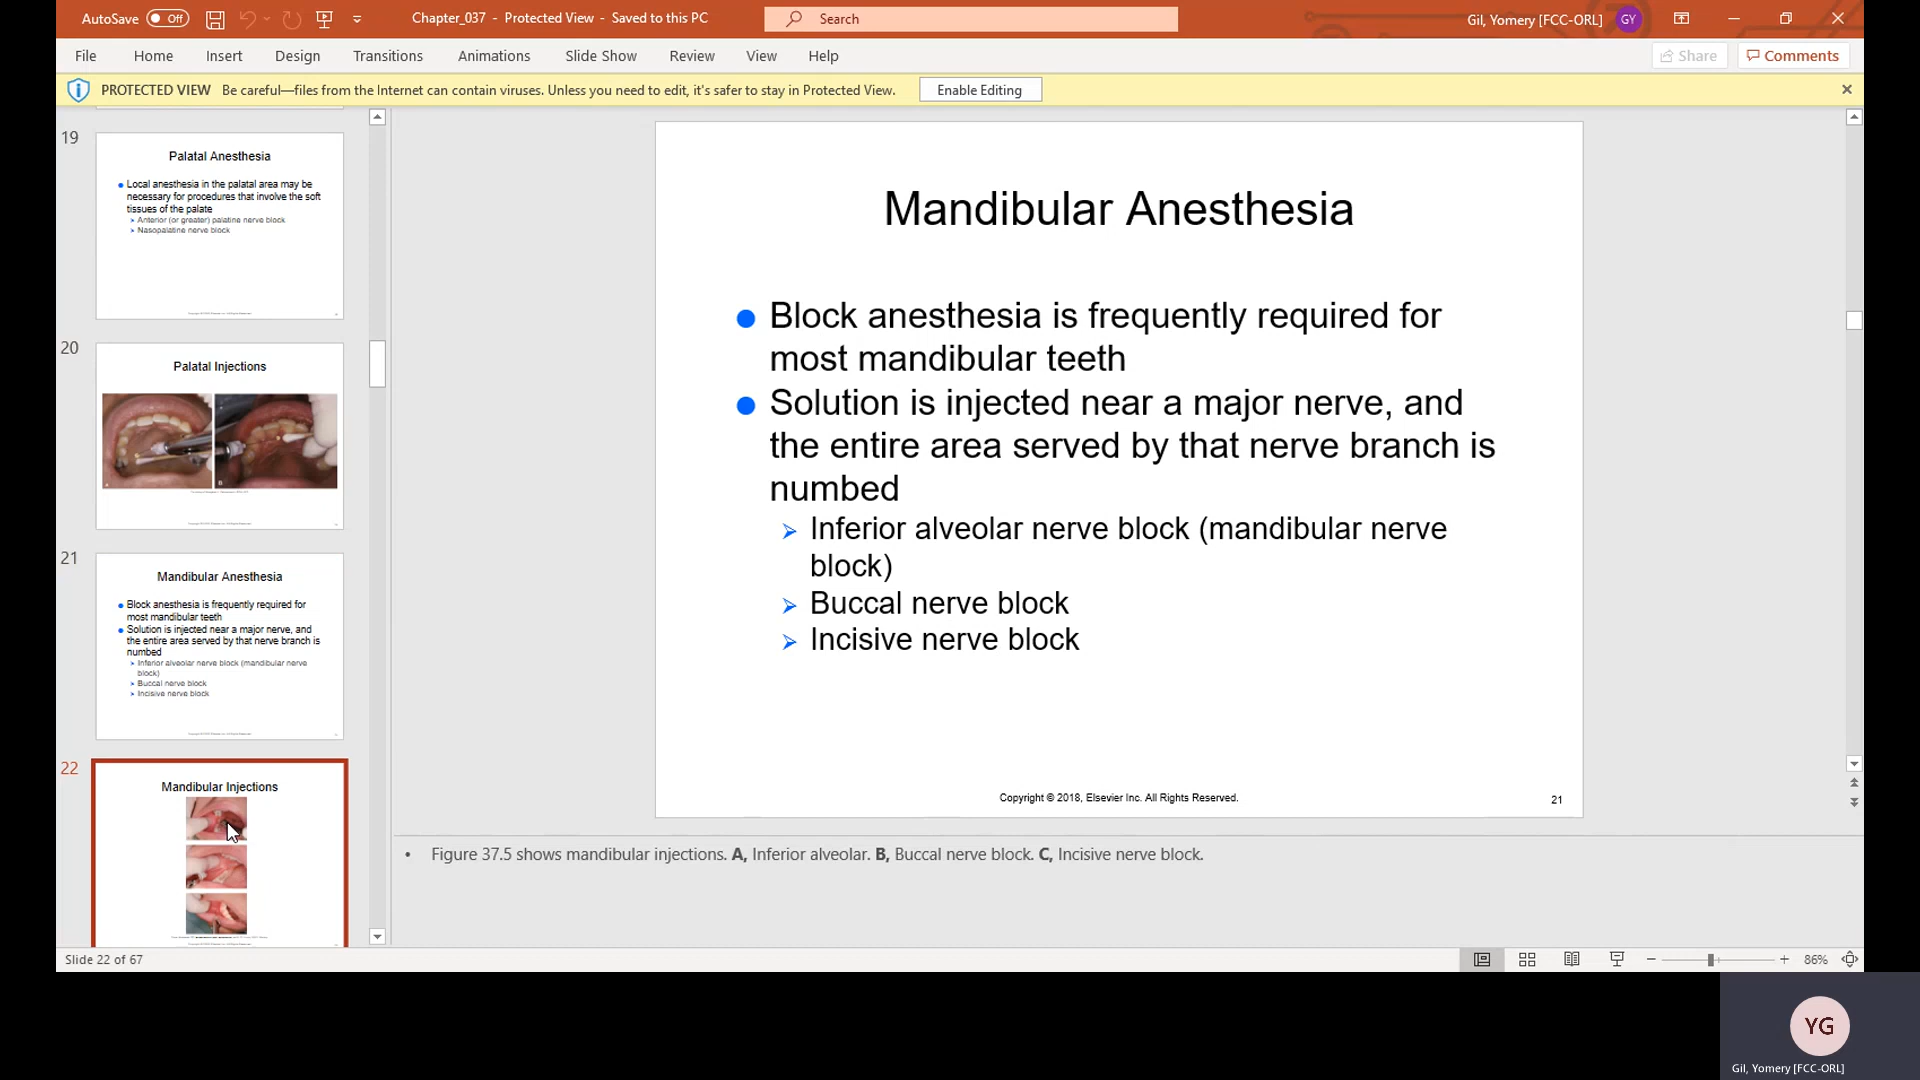 AutoSave Off
Chapter_037 - Protected View - Saved to this PC
Search
Gil, Yomery [FCC-ORL] GY
File Home Insert Design Transitions Animations Slide Show Review View Help
Share Comments
PROTECTED VIEW Be careful—files from the Internet can contain viruses. Unless you need to edit, it's safer to stay in Protected View. Enable Editing
19
Palatal Anesthesia
Local anesthesia in the palatal area may be
necessary for procedures that involve the soft
tissues of the palate
Anterior (or greater) palatine nerve block
Nasopalatine nerve block
20
Palatal Injections
21
Mandibular Anesthesia
Block anesthesia is frequently required for
most mandibular teeth
Solution is injected near a major nerve, and
the entire area served by that nerve branch is
numbed
Inferior alveolar nerve block (mandibular nerve
block)
Buccal nerve block
Incisive nerve block
22
Mandibular Injections
Mandibular Anesthesia
Block anesthesia is frequently required for
most mandibular teeth
Solution is injected near a major nerve, and
the entire area served by that nerve branch is
numbed
Inferior alveolar nerve block (mandibular nerve
block)
Buccal nerve block
Incisive nerve block
Copyright © 2018, Elsevier Inc. All Rights Reserved.
21
• Figure 37.5 shows mandibular injections. A, Inferior alveolar. B, Buccal nerve block. C, Incisive nerve block.
Slide 22 of 67
86%
YG
Gil, Yomery [FCC-ORL]